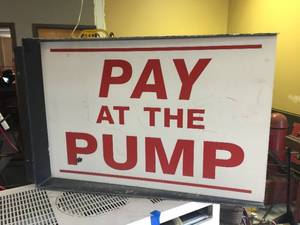 PAY
AT THE
PUMP